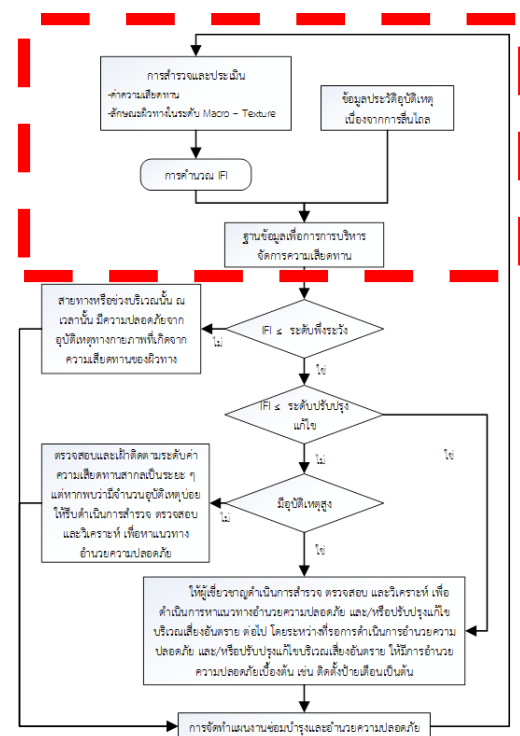 การสำรวจและประเมิน
-ค่าความเสียดทาน
-ลักษณะผิวทางในระดับ Macro – Texture
ข้อมูลประวัติอุบัติเหตุ
เนื่องจากการลื่นไถล
การคำนวณ IFI
ฐานข้อมูลเพื่อการการบริหาร
จัดการความเสียดทาน
สายทางหรือช่วงบริเวณนั้น ณ
เวลานั้น มีความปลอดภัยจาก
อุบัติเหตุทางกายภาพที่เกิดจาก
ความเสียดทานของผิวทาง
IFI ≤ ระดับพึงระวัง
ไม่
ใช่
IFI ≤ ระดับปรับปรุง
แก้ไข
ไม่
ใช่
ตรวจสอบและเฝ้าติดตามระดับค่า
ความเสียดทานสากลเป็นระยะ ๆ
แต่หากพบว่ามีจำนวนอุบัติเหตุบ่อย
ให้รีบดำเนินการสำรวจ ตรวจสอบ
และวิเคราะห์ เพื่อหาแนวทาง
อำนวยความปลอดภัย
มีอุบัติเหตุสูง
ไม่
ใช่
ให้ผู้เชี่ยวชาญดำเนินการสำรวจ ตรวจสอบ และวิเคราะห์ เพื่อ
ดำเนินการหาแนวทางอำนวยความปลอดภัย และ/หรือปรับปรุงแก้ไข
บริเวณเสี่ยงอันตราย ต่อไป โดยระหว่างที่รอการดำเนินการอำนวยความ
ปลอดภัย และ/หรือปรับปรุงแก้ไขบริเวณเสี่ยงอันตราย ให้มีการอำนวย
ความปลอดภัยเบื้องต้น เช่น ติดตั้งป้ายเตือนเป็นต้น
การจัดทำแผนงานซ่อมบำรุงและอำนวยความปลอดภัย